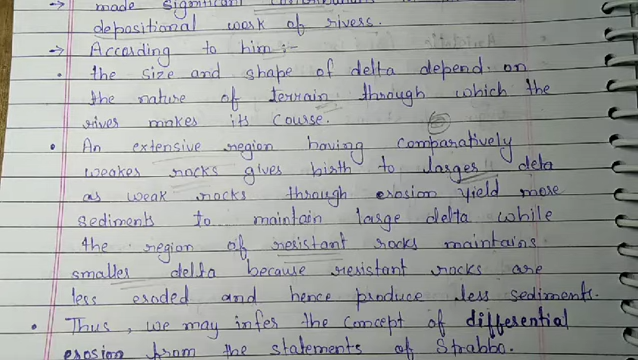 → made significant contributions
depositional work of rivers.
→ According to him :-
• the size and shape of delta depend on
the nature of terrain through which the
river makes its course.
• An extensive region having comparatively
weaker rocks gives birth to larger delta
as weak rocks through erosion yield more
sediments to maintain large delta while
the region of resistant rocks maintains
smaller delta because resistant rocks are
less eroded and hence produce less sediments.
• Thus, we may infer the concept of differential
erosion from the statements of Strabbo.